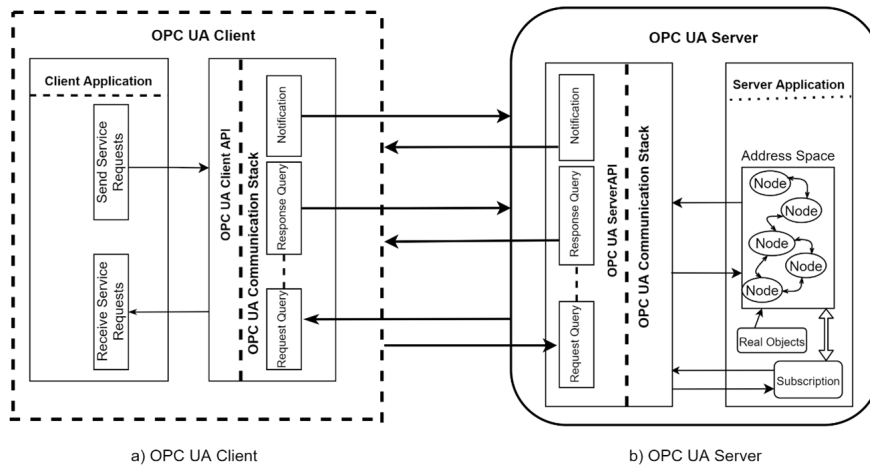 OPC UA Client
Client Application
Send Service
Requests
Receive Service
Requests
OPC UA Client API
OPC UA Communication Stack
Notification
Response Query
Request Query
OPC UA Server
Notification
Response Query
Request Query
OPC UA ServerAPI
OPC UA Communication Stack
Server Application
Address Space
Node
Node
Node
Node
Node
Real Objects
Subscription
a) OPC UA Client
b) OPC UA Server